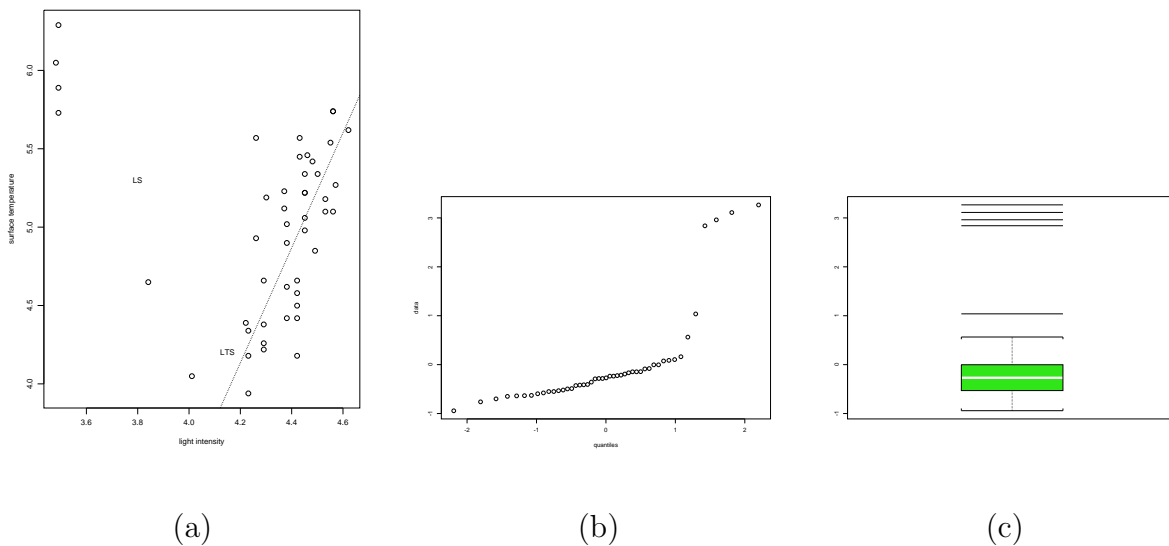 surface temperature
6.0
5.5
5.0
4.5
4.0
LS
LTS
3.6 3.8 4.0 4.2 4.4 4.6
light intensity
data
3
2
1
0
-1
-2 -1 0 1 2
quantiles
3
2
1
0
-1
(a) (b) (c)